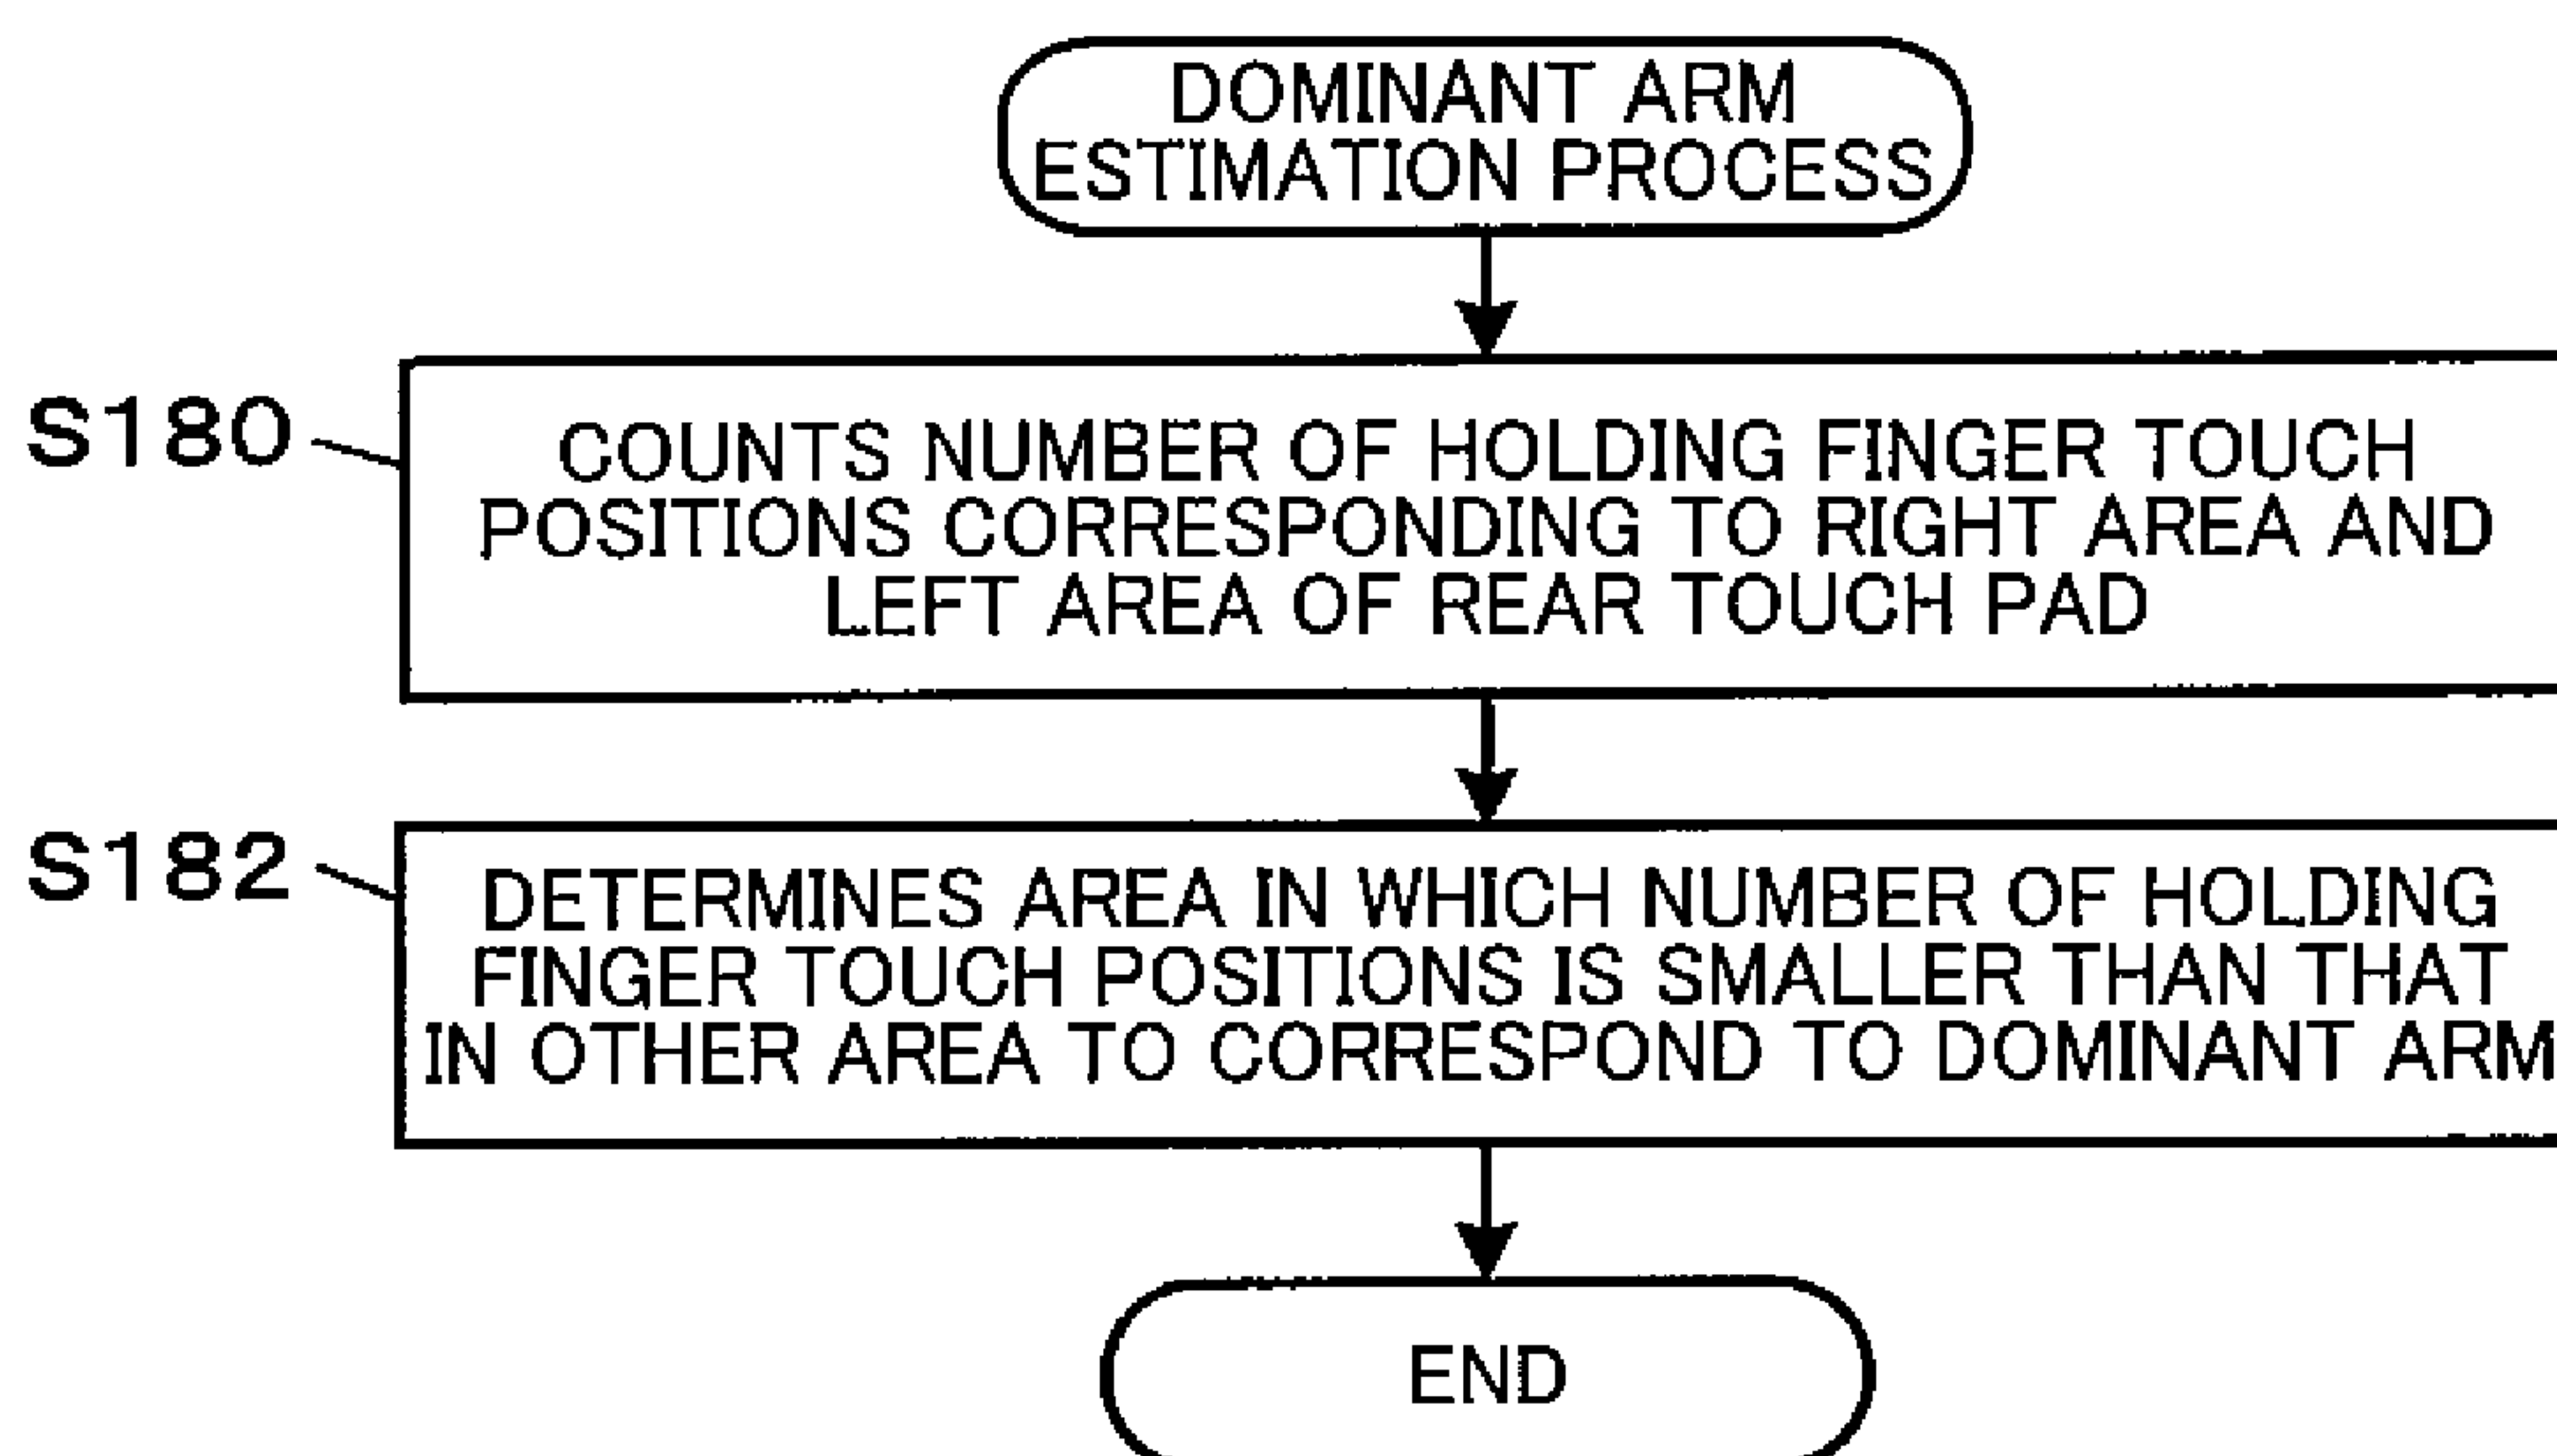 DOMINANT ARM
ESTIMATION PROCESS
S180
COUNTS NUMBER OF HOLDING FINGER TOUCH
POSITIONS CORRESPONDING TO RIGHT AREA AND
LEFT AREA OF REAR TOUCH PAD
S182
DETERMINES AREA IN WHICH NUMBER OF HOLDING
FINGER TOUCH POSITIONS IS SMALLER THAN THAT
IN OTHER AREA TO CORRESPOND TO DOMINANT ARM
END